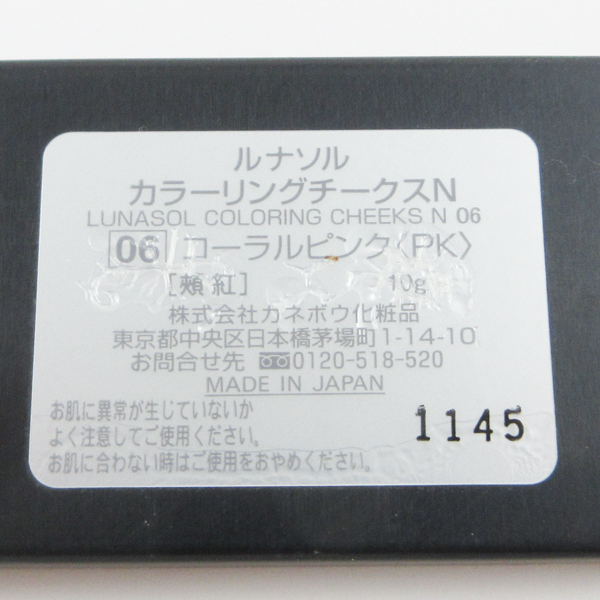 ルナソル
カラーリングチークスN
LUNASOL COLORING CHEEKS N 06
06 コーラルピンク〈PK〉
［頬 紅］ 10g
株式会社カネボウ化粧品
東京都中央区日本橋茅場町1-14-10
お問合せ先 0120-518-520
MADE IN JAPAN
お肌に異常が生じていないか
よく注意してご使用ください。
お肌に合わない時はご使用をおやめください。
1145